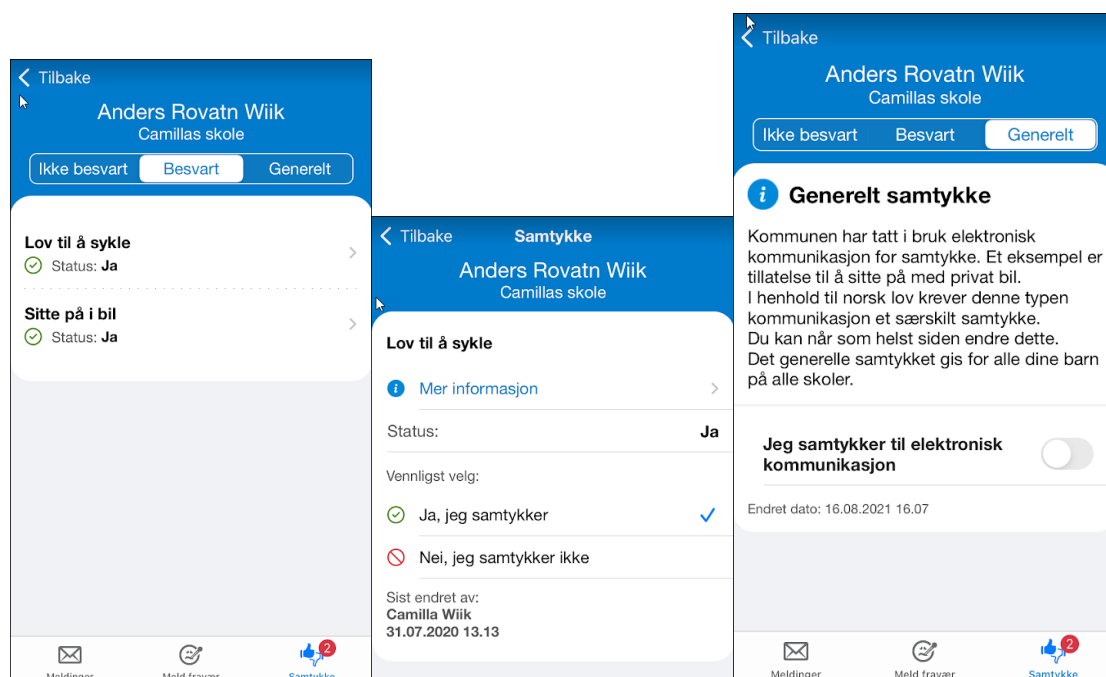 Tilbake
Anders Rovatn Wiik
Camillas skole
Ikke besvart Besvart Generelt
Lov til å sykle
Status: Ja
Sitte på i bil
Status: Ja
Meldinger Meld fravær Samtykke
2
Tilbake Samtykke
Anders Rovatn Wiik
Camillas skole
Lov til å sykle
Mer informasjon
Status: Ja
Vennligst velg:
Ja, jeg samtykker
Nei, jeg samtykker ikke
Sist endret av:
Camilla Wiik
31.07.2020 13.13
Tilbake
Anders Rovatn Wiik
Camillas skole
Ikke besvart Besvart Generelt
Generelt samtykke
Kommunen har tatt i bruk elektronisk
kommunikasjon for samtykke. Et eksempel er
tillatelse til å sitte på med privat bil.
I henhold til norsk lov krever denne typen
kommunikasjon et særskilt samtykke.
Du kan når som helst siden endre dette.
Det generelle samtykket gis for alle dine barn
på alle skoler.
Jeg samtykker til elektronisk
kommunikasjon
Endret dato: 16.08.2021 16.07
2
Meldinger Meld fravær Samtykke